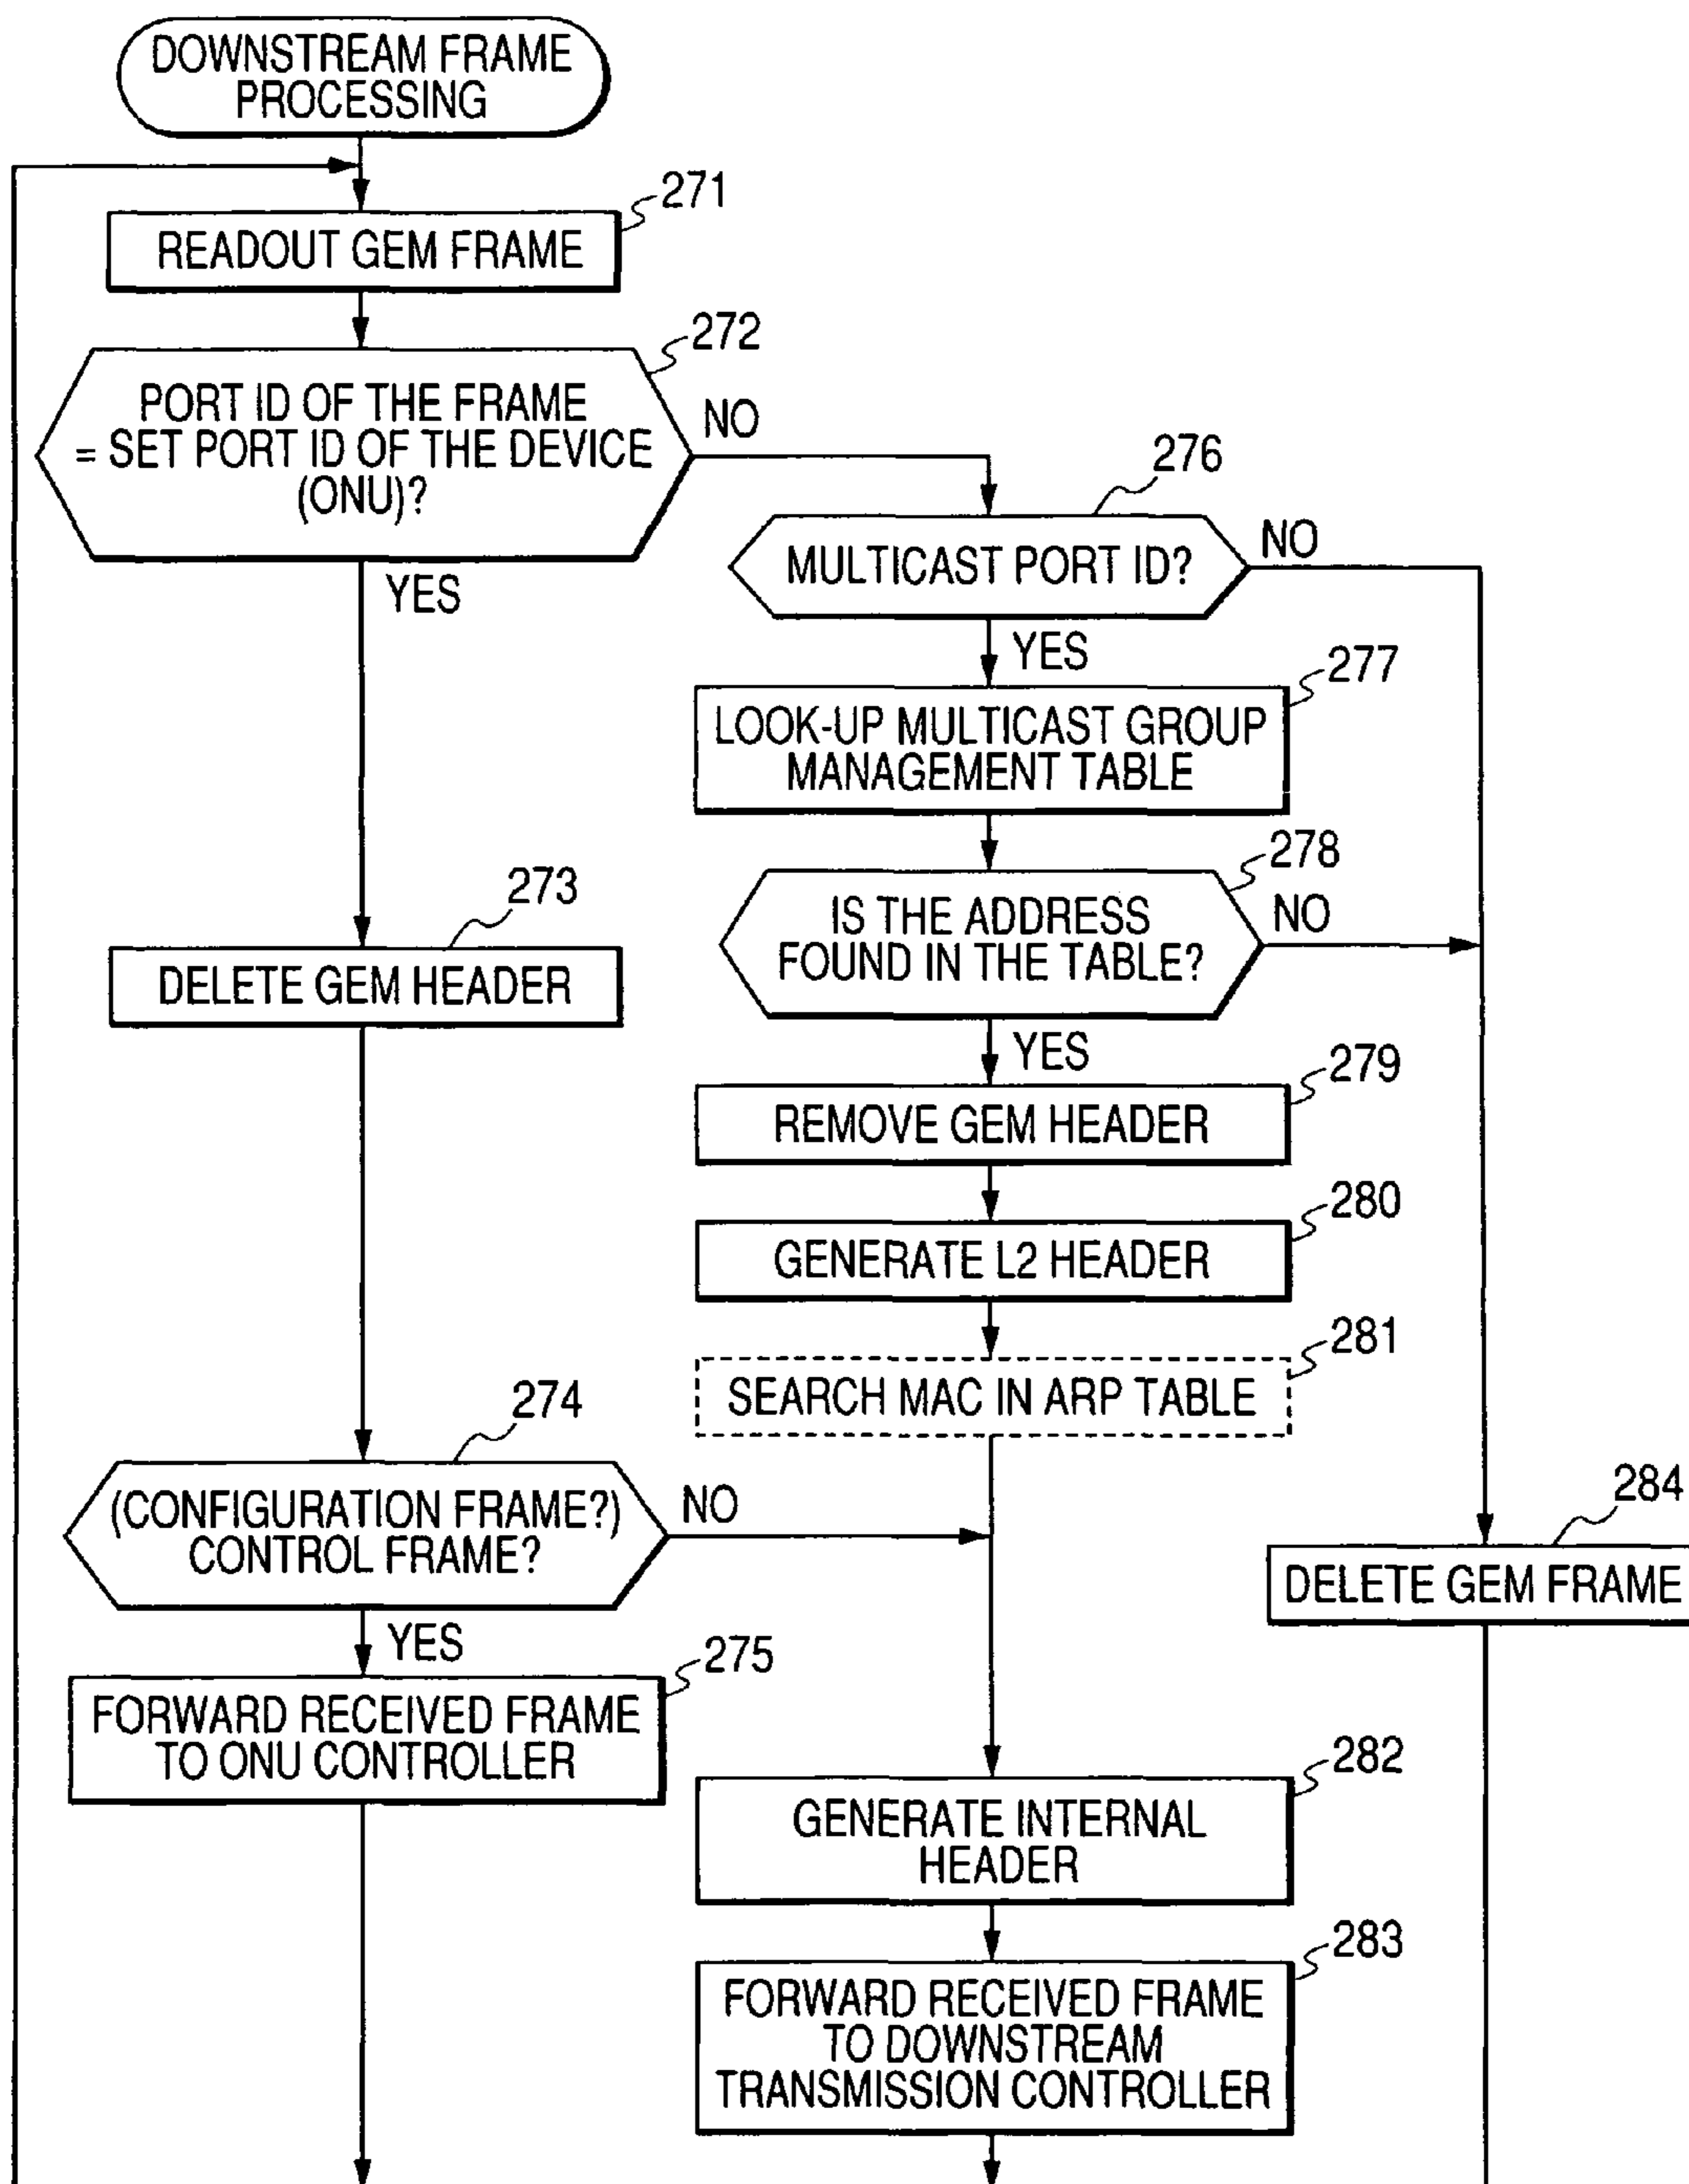 DOWNSTREAM FRAME
PROCESSING
271
READOUT GEM FRAME
272
PORT ID OF THE FRAME
= SET PORT ID OF THE DEVICE
(ONU)?
NO
YES
276
MULTICAST PORT ID?
NO
YES
277
LOOK-UP MULTICAST GROUP
MANAGEMENT TABLE
278
IS THE ADDRESS
FOUND IN THE TABLE?
NO
YES
273
DELETE GEM HEADER
279
REMOVE GEM HEADER
280
GENERATE L2 HEADER
281
SEARCH MAC IN ARP TABLE
274
(CONFIGURATION FRAME?)
CONTROL FRAME?
NO
YES
284
DELETE GEM FRAME
275
FORWARD RECEIVED FRAME
TO ONU CONTROLLER
282
GENERATE INTERNAL
HEADER
283
FORWARD RECEIVED FRAME
TO DOWNSTREAM
TRANSMISSION CONTROLLER